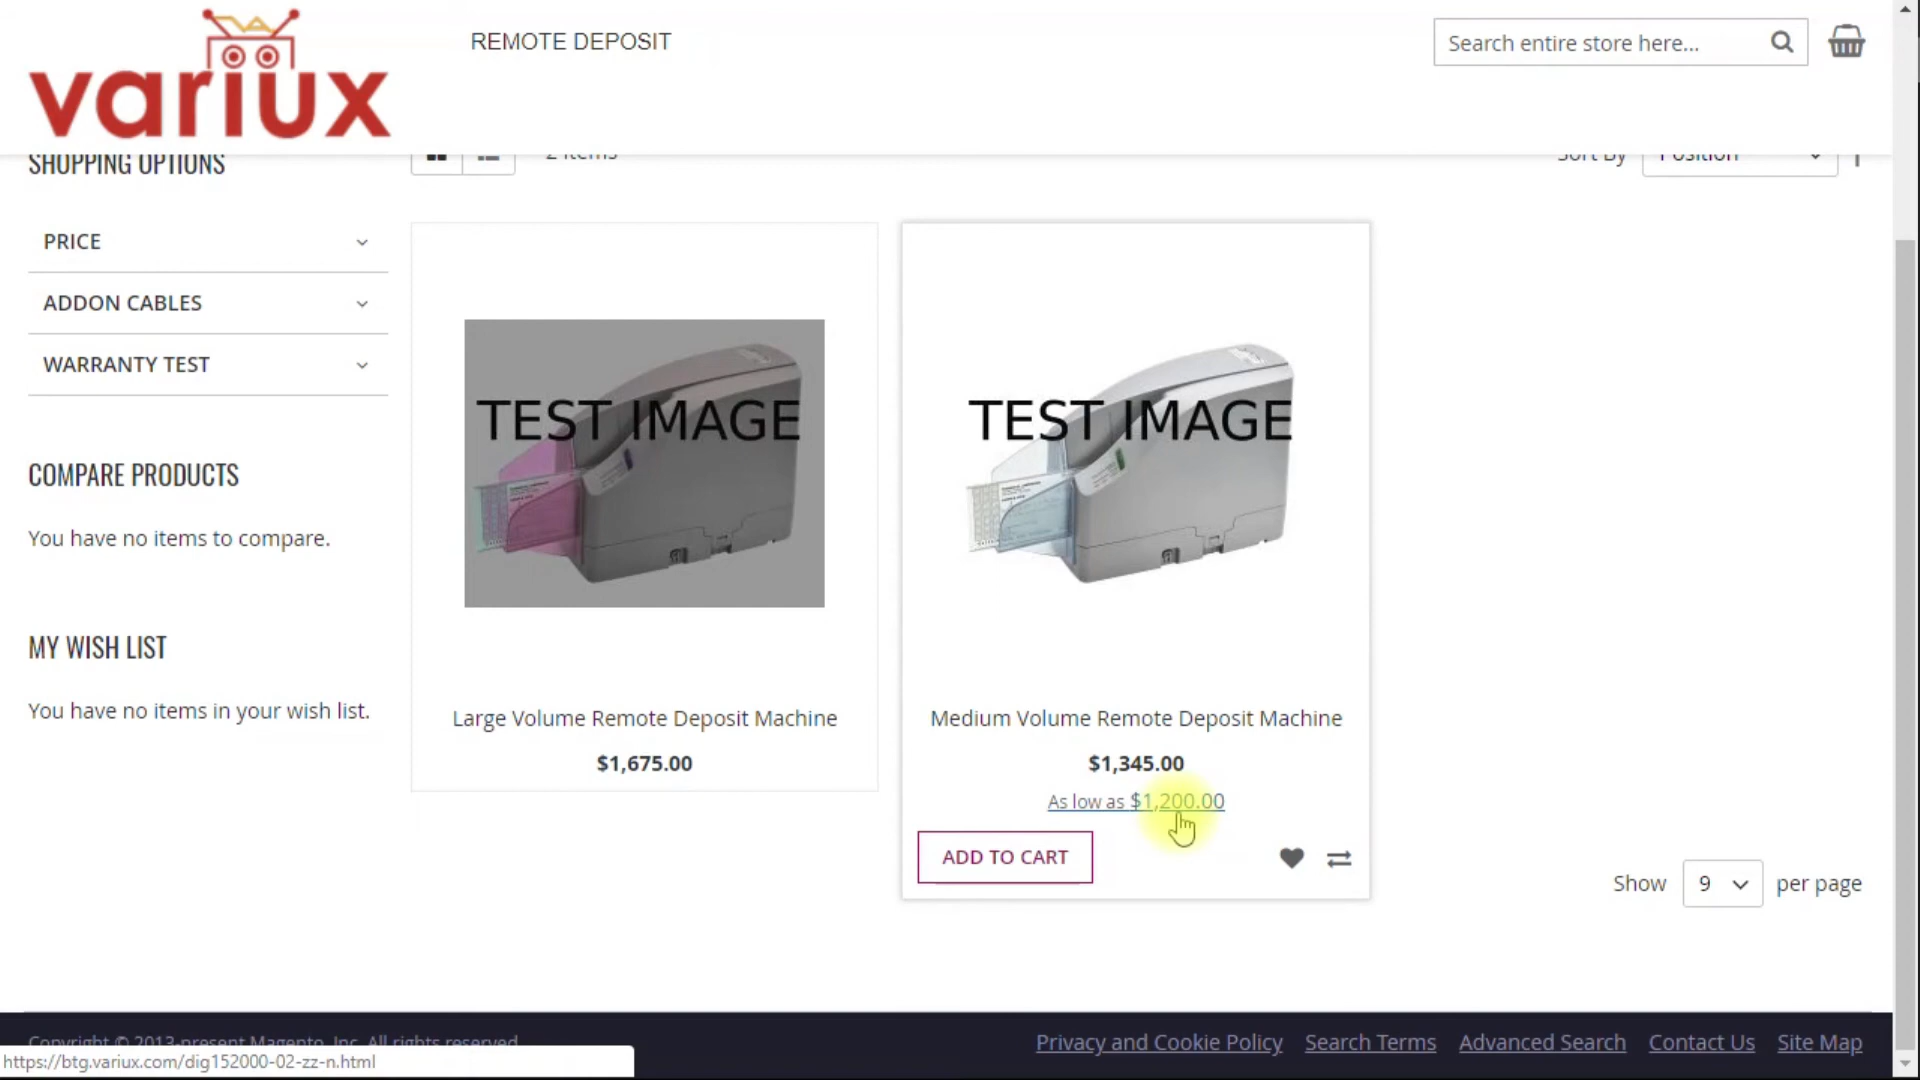 variux
REMOTE DEPOSIT
Search entire store here...
SHOPPING OPTIONS
2 Items
Sort By Position
PRICE
ADDON CABLES
WARRANTY TEST
COMPARE PRODUCTS
You have no items to compare.
MY WISH LIST
You have no items in your wish list.
TEST IMAGE
Large Volume Remote Deposit Machine
$1,675.00
TEST IMAGE
Medium Volume Remote Deposit Machine
$1,345.00
As low as $1,200.00
ADD TO CART
Show 9 per page
Copyright © 2013-present Magento, Inc. All rights reserved.
Privacy and Cookie Policy Search Terms Advanced Search Contact Us Site Map
https://btg.variux.com/dig152000-02-zz-n.html